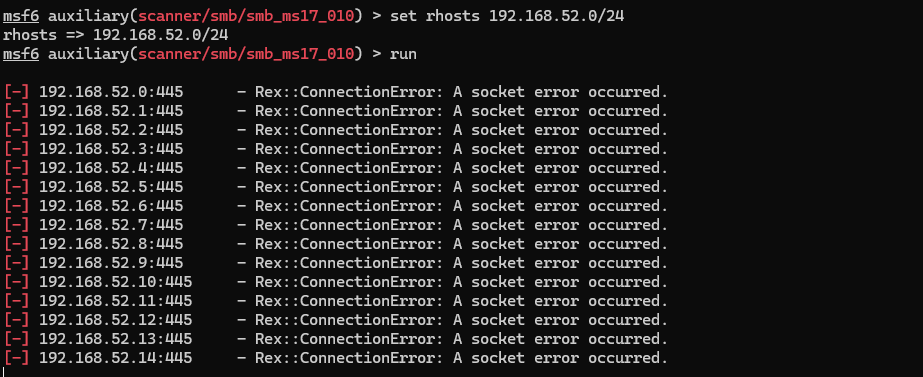 msf6 auxiliary(scanner/smb/smb_ms17_010) > set rhosts 192.168.52.0/24
rhosts => 192.168.52.0/24
msf6 auxiliary(scanner/smb/smb_ms17_010) > run

[-] 192.168.52.0:445      - Rex::ConnectionError: A socket error occurred.
[-] 192.168.52.1:445      - Rex::ConnectionError: A socket error occurred.
[-] 192.168.52.2:445      - Rex::ConnectionError: A socket error occurred.
[-] 192.168.52.3:445      - Rex::ConnectionError: A socket error occurred.
[-] 192.168.52.4:445      - Rex::ConnectionError: A socket error occurred.
[-] 192.168.52.5:445      - Rex::ConnectionError: A socket error occurred.
[-] 192.168.52.6:445      - Rex::ConnectionError: A socket error occurred.
[-] 192.168.52.7:445      - Rex::ConnectionError: A socket error occurred.
[-] 192.168.52.8:445      - Rex::ConnectionError: A socket error occurred.
[-] 192.168.52.9:445      - Rex::ConnectionError: A socket error occurred.
[-] 192.168.52.10:445     - Rex::ConnectionError: A socket error occurred.
[-] 192.168.52.11:445     - Rex::ConnectionError: A socket error occurred.
[-] 192.168.52.12:445     - Rex::ConnectionError: A socket error occurred.
[-] 192.168.52.13:445     - Rex::ConnectionError: A socket error occurred.
[-] 192.168.52.14:445     - Rex::ConnectionError: A socket error occurred.